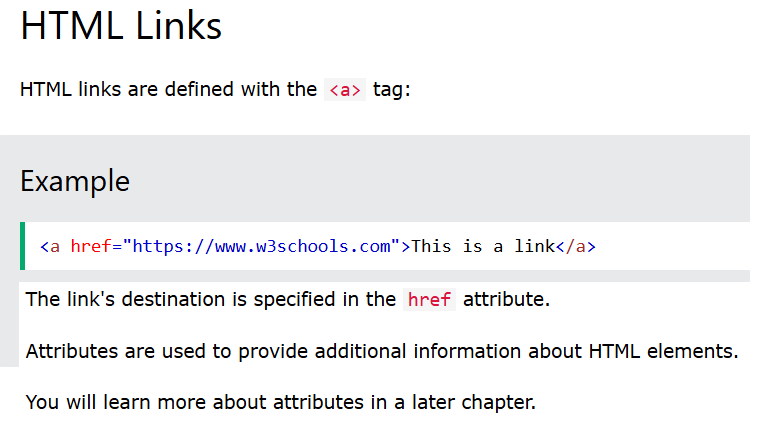 HTML Links
HTML links are defined with the <a> tag:
Example
<a href="https://www.w3schools.com">This is a link</a>
The link's destination is specified in the href attribute.
Attributes are used to provide additional information about HTML elements.
You will learn more about attributes in a later chapter.